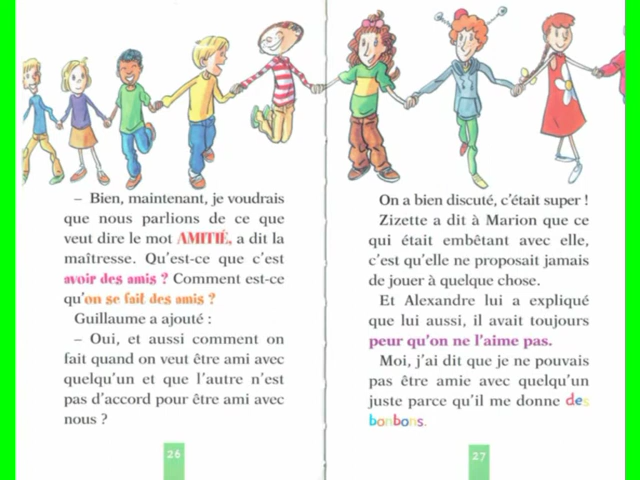 – Bien, maintenant, je voudrais
que nous parlions de ce que
veut dire le mot AMITIÉ, a dit la
maîtresse. Qu'est-ce que c'est
avoir des amis ? Comment est-ce
qu'on se fait des amis ?
Guillaume a ajouté :
– Oui, et aussi comment on
fait quand on veut être ami avec
quelqu'un et que l'autre n'est
pas d'accord pour être ami avec
nous ?
26
On a bien discuté, c'était super !
Zizette a dit à Marion que ce
qui était embêtant avec elle,
c'est qu'elle ne proposait jamais
de jouer à quelque chose.
Et Alexandre lui a expliqué
que lui aussi, il avait toujours
peur qu'on ne l'aime pas.
Moi, j'ai dit que je ne pouvais
pas être amie avec quelqu'un
juste parce qu'il me donne des
bonbons.
27